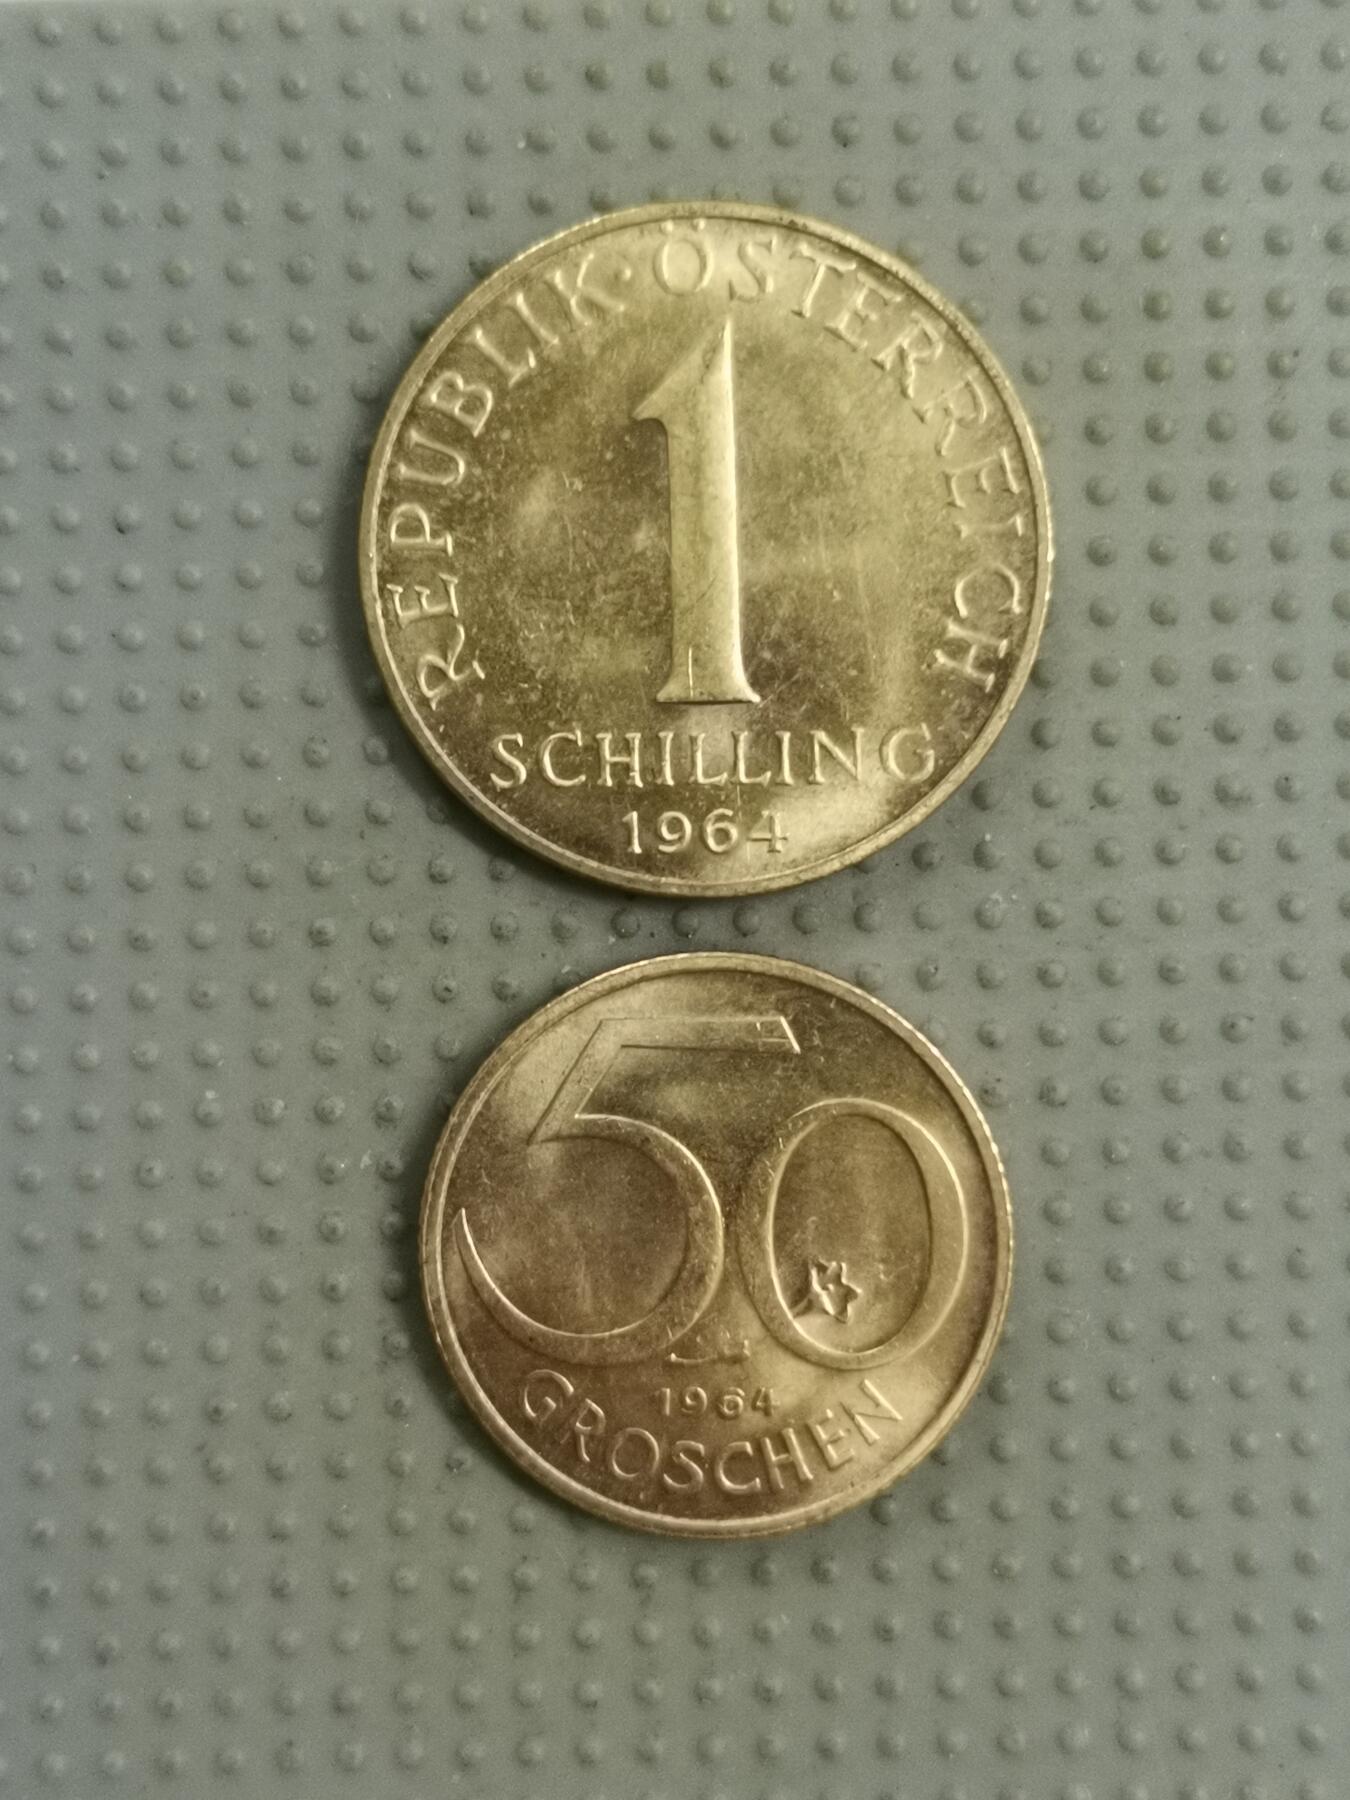 REPUBLIK · ÖSTERREICH
1
SCHILLING
1964
50
1964
GROSCHEN